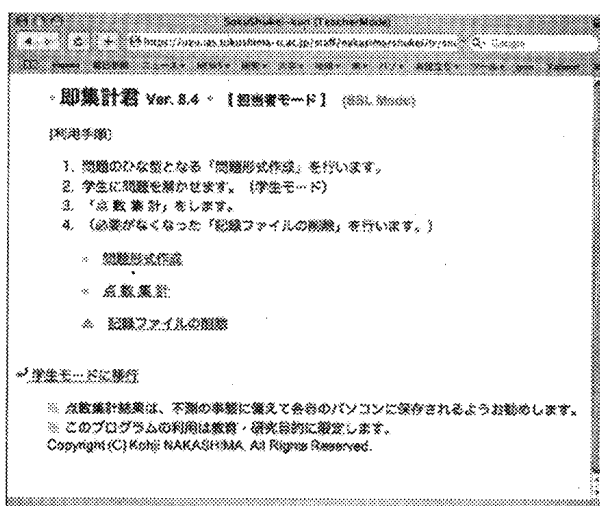 SokuShukei-kun (TeacherMode)
Google
即集計君 Ver. 8.4 【担当者モード】 (SSL Mode)
[利用手順]
1. 問題のひな型となる「問題形式作成」を行います。
2. 学生に問題を解かせます。（学生モード）
3. 「点 数 集 計」をします。
4. （必要がなくなった「記録ファイルの削除」を行います。）
問題形式作成
点 数 集 計
記録ファイルの削除
学生モードに移行
※ 点数集計結果は、不測の事態に備えて各自のパソコンに保存されるようお勧めします。
※ このプログラムの利用は教育・研究目的に限定します。
Copyright (C) Kohji NAKASHIMA. All Rights Reserved.